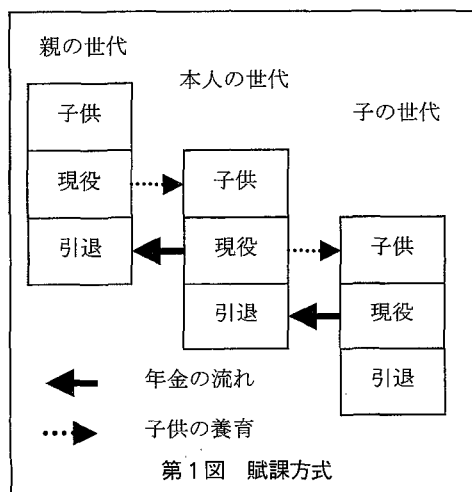 親の世代
本人の世代
子の世代
子供
現役 子供
引退 現役 子供
引退 現役
年金の流れ 引退
子供の養育
第1図 賦課方式